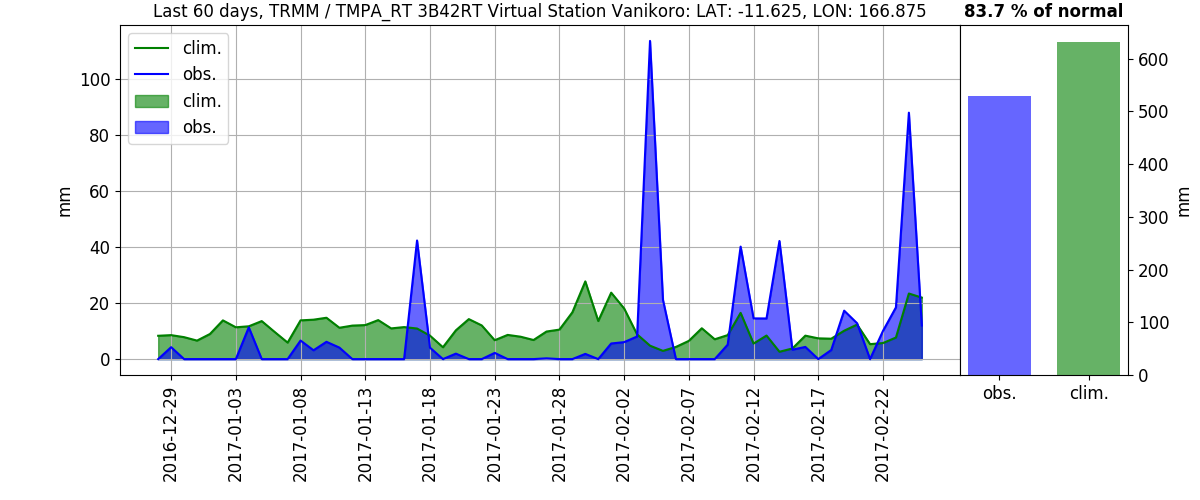 Last 60 days, TRMM / TMPA_RT 3B42RT Virtual Station Vanikoro: LAT: -11.625, LON: 166.875
83.7 % of normal
clim.
obs.
clim.
obs.
100
80
60
40
20
0
mm
2016-12-29
2017-01-03
2017-01-08
2017-01-13
2017-01-18
2017-01-23
2017-01-28
2017-02-02
2017-02-07
2017-02-12
2017-02-17
2017-02-22
600
500
400
300
200
100
0
mm
obs.
clim.